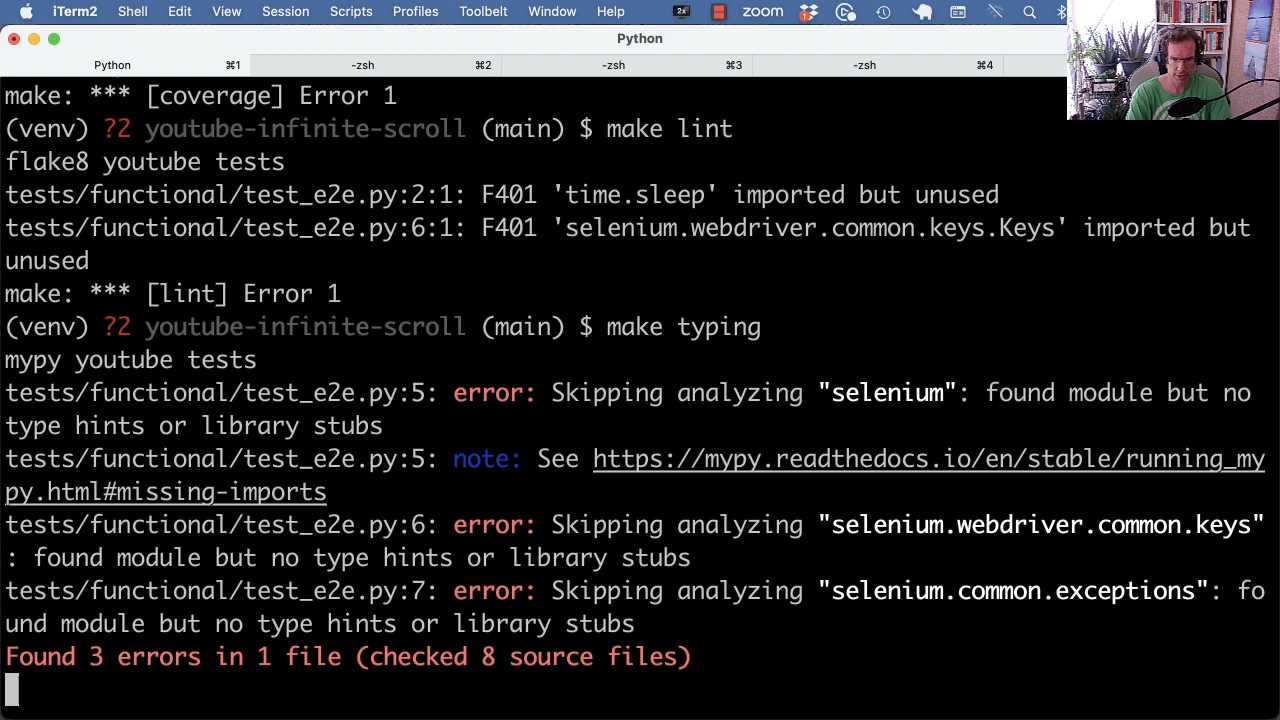 iTerm2 Shell Edit View Session Scripts Profiles Toolbelt Window Help 2x zoom 1
Python
Python ⌘1 -zsh ⌘2 -zsh ⌘3 -zsh ⌘4
make: *** [coverage] Error 1
(venv) ?2 youtube-infinite-scroll (main) $ make lint
flake8 youtube tests
tests/functional/test_e2e.py:2:1: F401 'time.sleep' imported but unused
tests/functional/test_e2e.py:6:1: F401 'selenium.webdriver.common.keys.Keys' imported but
unused
make: *** [lint] Error 1
(venv) ?2 youtube-infinite-scroll (main) $ make typing
mypy youtube tests
tests/functional/test_e2e.py:5: error: Skipping analyzing "selenium": found module but no
type hints or library stubs
tests/functional/test_e2e.py:5: note: See https://mypy.readthedocs.io/en/stable/running_my
py.html#missing-imports
tests/functional/test_e2e.py:6: error: Skipping analyzing "selenium.webdriver.common.keys"
: found module but no type hints or library stubs
tests/functional/test_e2e.py:7: error: Skipping analyzing "selenium.common.exceptions": fo
und module but no type hints or library stubs
Found 3 errors in 1 file (checked 8 source files)